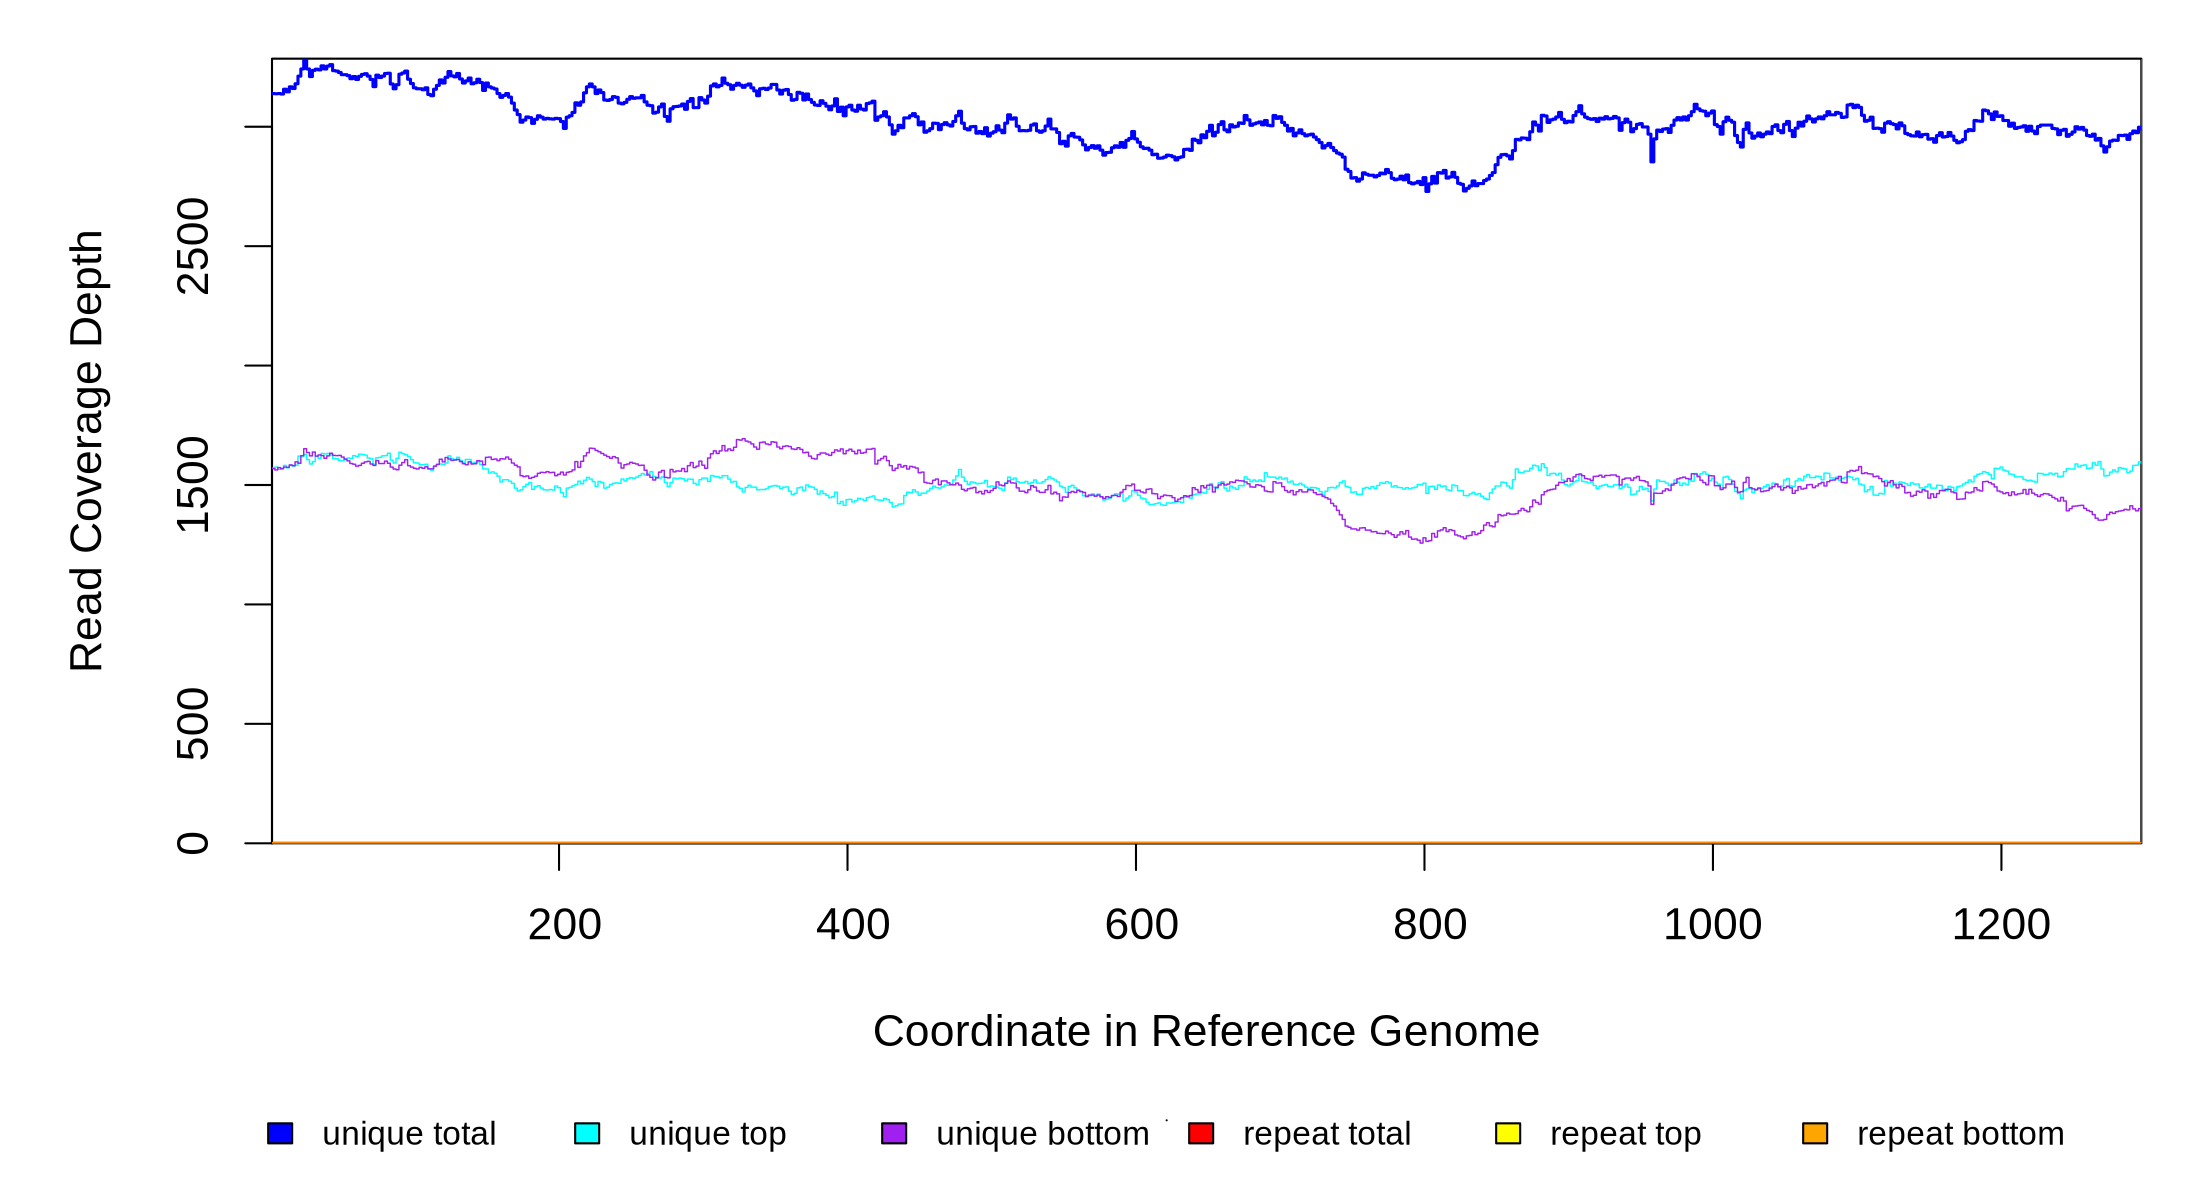 Read Coverage Depth
2500
1500
500
0
200 400 600 800 1000 1200
Coordinate in Reference Genome
unique total unique top unique bottom repeat total repeat top repeat bottom